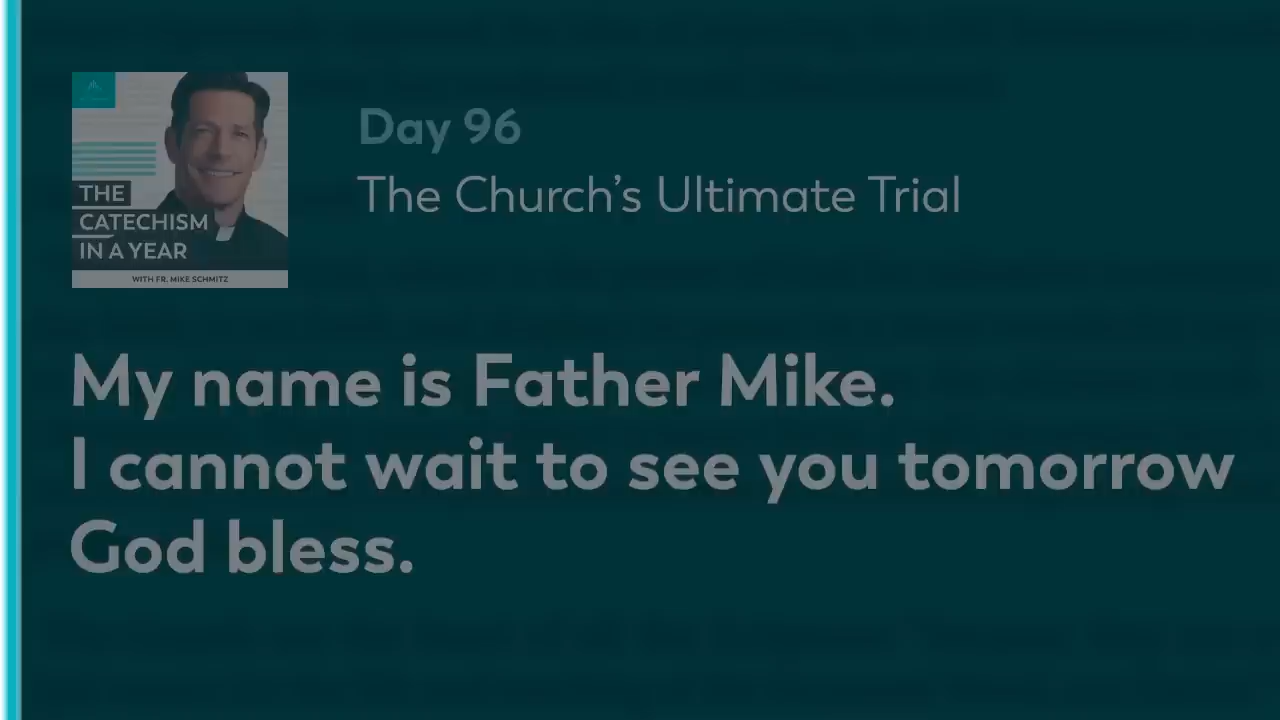 Day 96
The Church's Ultimate Trial
THE
CATECHISM
IN A YEAR
WITH FR. MIKE SCHMITZ
My name is Father Mike.
I cannot wait to see you tomorrow
God bless.